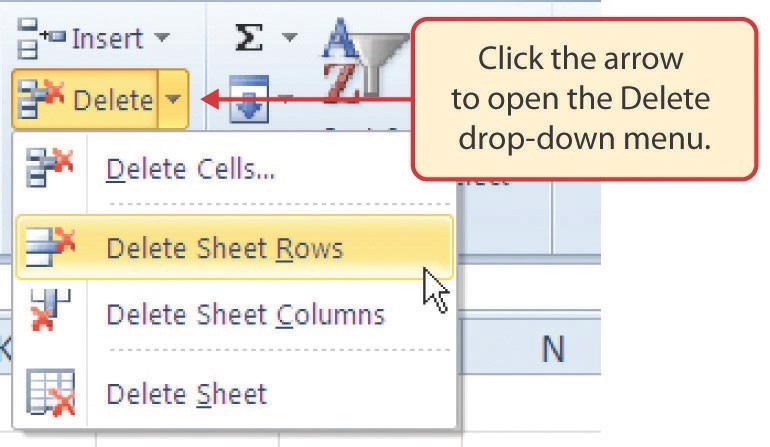 Insert
Σ
A
Z
Delete
Click the arrow
to open the Delete
drop-down menu.
Delete Cells...
Delete Sheet Rows
Delete Sheet Columns
N
Delete Sheet